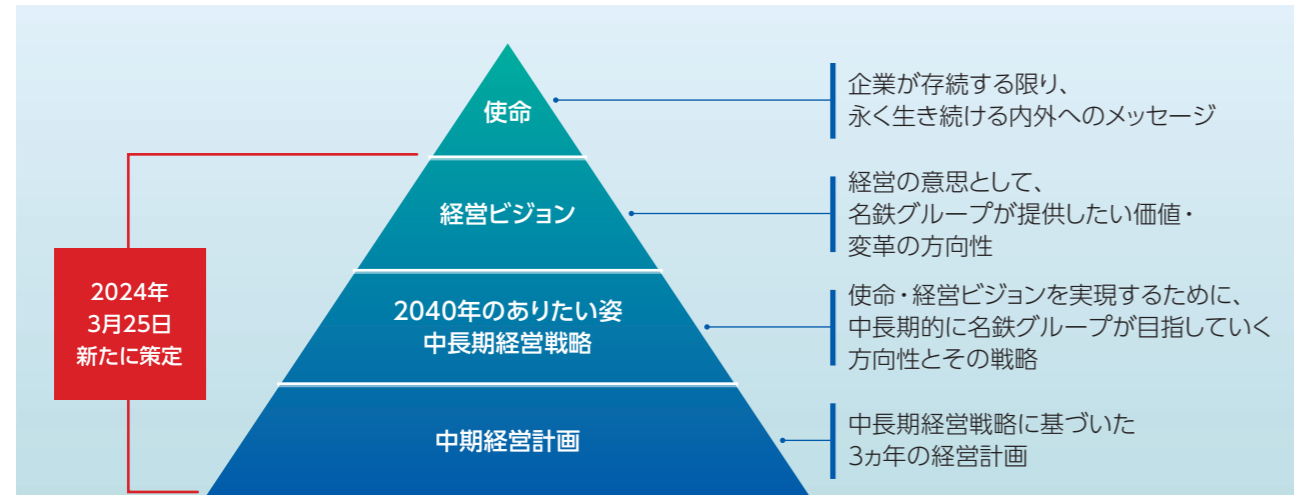 使命
経営ビジョン
2040年のありたい姿
中長期経営戦略
中期経営計画
2024年
3月25日
新たに策定
企業が存続する限り、
永く生き続ける内外へのメッセージ
経営の意思として、
名鉄グループが提供したい価値・
変革の方向性
使命・経営ビジョンを実現するために、
中長期的に名鉄グループが目指していく
方向性とその戦略
中長期経営戦略に基づいた
3ヵ年の経営計画